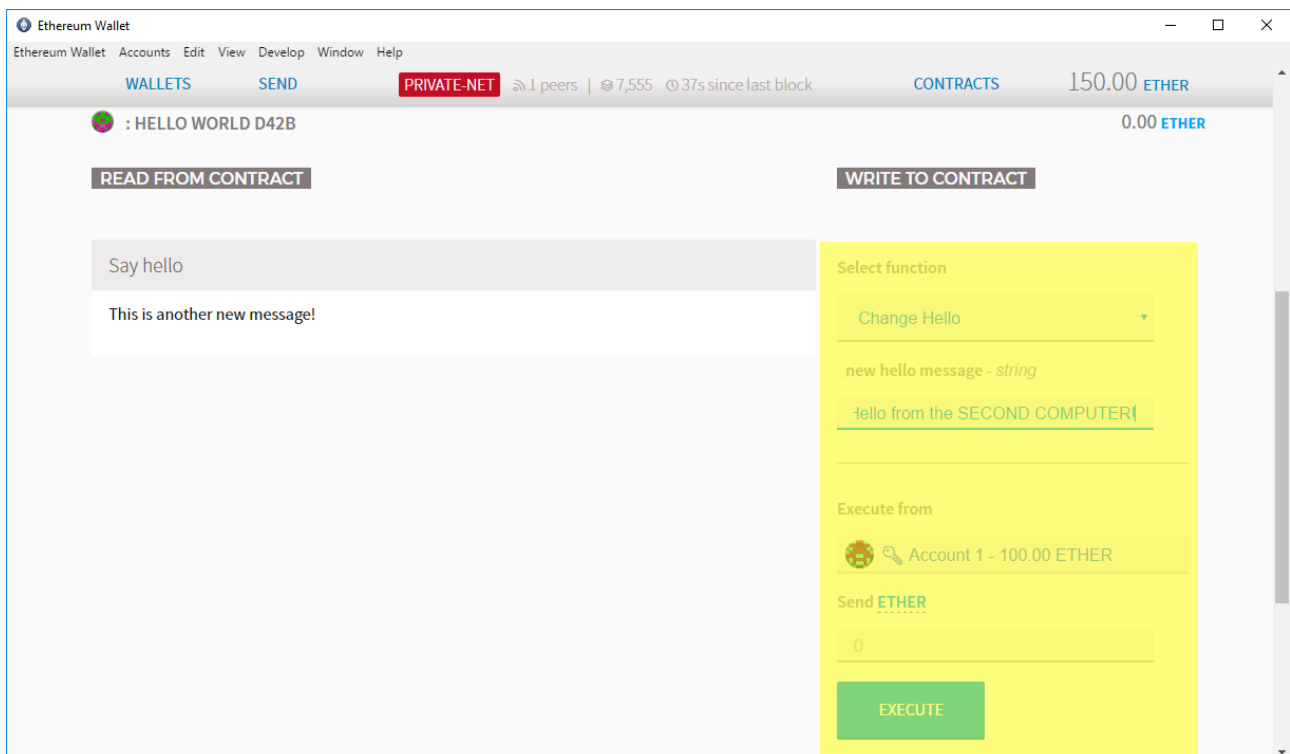 Ethereum Wallet
Ethereum Wallet Accounts Edit View Develop Window Help
WALLETS SEND PRIVATE-NET 1 peers | 7,555 37s since last block CONTRACTS 150.00 ETHER
: HELLO WORLD D42B 0.00 ETHER
READ FROM CONTRACT
Say hello
This is another new message!
WRITE TO CONTRACT
Select function
Change Hello
_new hello message - string
from the SECOND COMPUTER!
Execute from
Account 1 - 100.00 ETHER
Send ETHER
0
EXECUTE